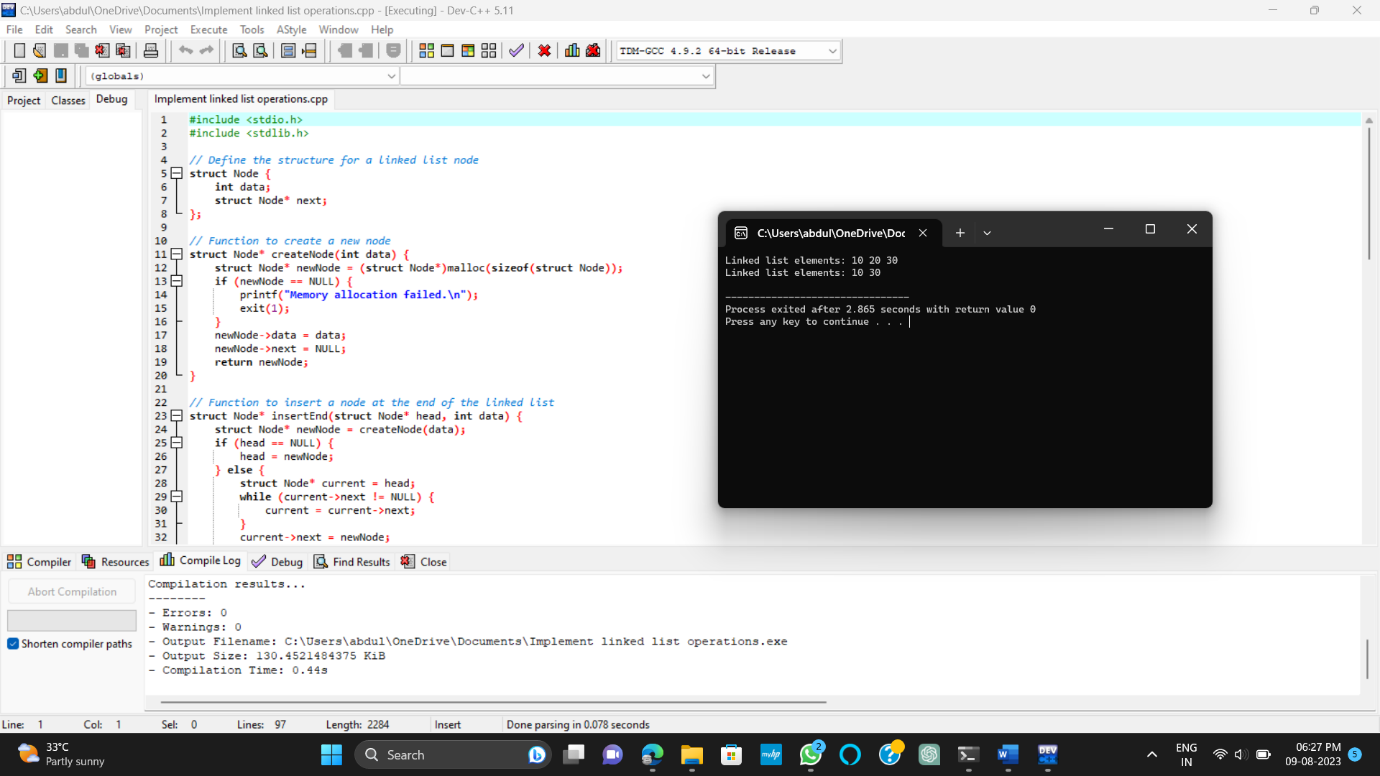 C:\Users\abdul\OneDrive\Documents\Implement linked list operations.cpp - [Executing] - Dev-C++ 5.11
File Edit Search View Project Execute Tools AStyle Window Help
TDM-GCC 4.9.2 64-bit Release
(globals)
Project Classes Debug
Implement linked list operations.cpp
1 #include <stdio.h>
2 #include <stdlib.h>
3
4 // Define the structure for a linked list node
5 struct Node {
6 int data;
7 struct Node* next;
8 };
9
10 // Function to create a new node
11 struct Node* createNode(int data) {
12 struct Node* newNode = (struct Node*)malloc(sizeof(struct Node));
13 if (newNode == NULL) {
14 printf("Memory allocation failed.\n");
15 exit(1);
16 }
17 newNode->data = data;
18 newNode->next = NULL;
19 return newNode;
20 }
21
22 // Function to insert a node at the end of the linked list
23 struct Node* insertEnd(struct Node* head, int data) {
24 struct Node* newNode = createNode(data);
25 if (head == NULL) {
26 head = newNode;
27 } else {
28 struct Node* current = head;
29 while (current->next != NULL) {
30 current = current->next;
31 }
32 current->next = newNode;
C:\Users\abdul\OneDrive\Doc
Linked list elements: 10 20 30
Linked list elements: 10 30
--------------------------------
Process exited after 2.865 seconds with return value 0
Press any key to continue . . .
Compiler Resources Compile Log Debug Find Results Close
Abort Compilation
Shorten compiler paths
Compilation results...
--------
- Errors: 0
- Warnings: 0
- Output Filename: C:\Users\abdul\OneDrive\Documents\Implement linked list operations.exe
- Output Size: 130.4521484375 KiB
- Compilation Time: 0.44s
Line: 1 Col: 1 Sel: 0 Lines: 97 Length: 2284 Insert Done parsing in 0.078 seconds
33°C
Partly sunny
Search
myhp
2
W
DEV
ENG
IN
06:27 PM
09-08-2023
5